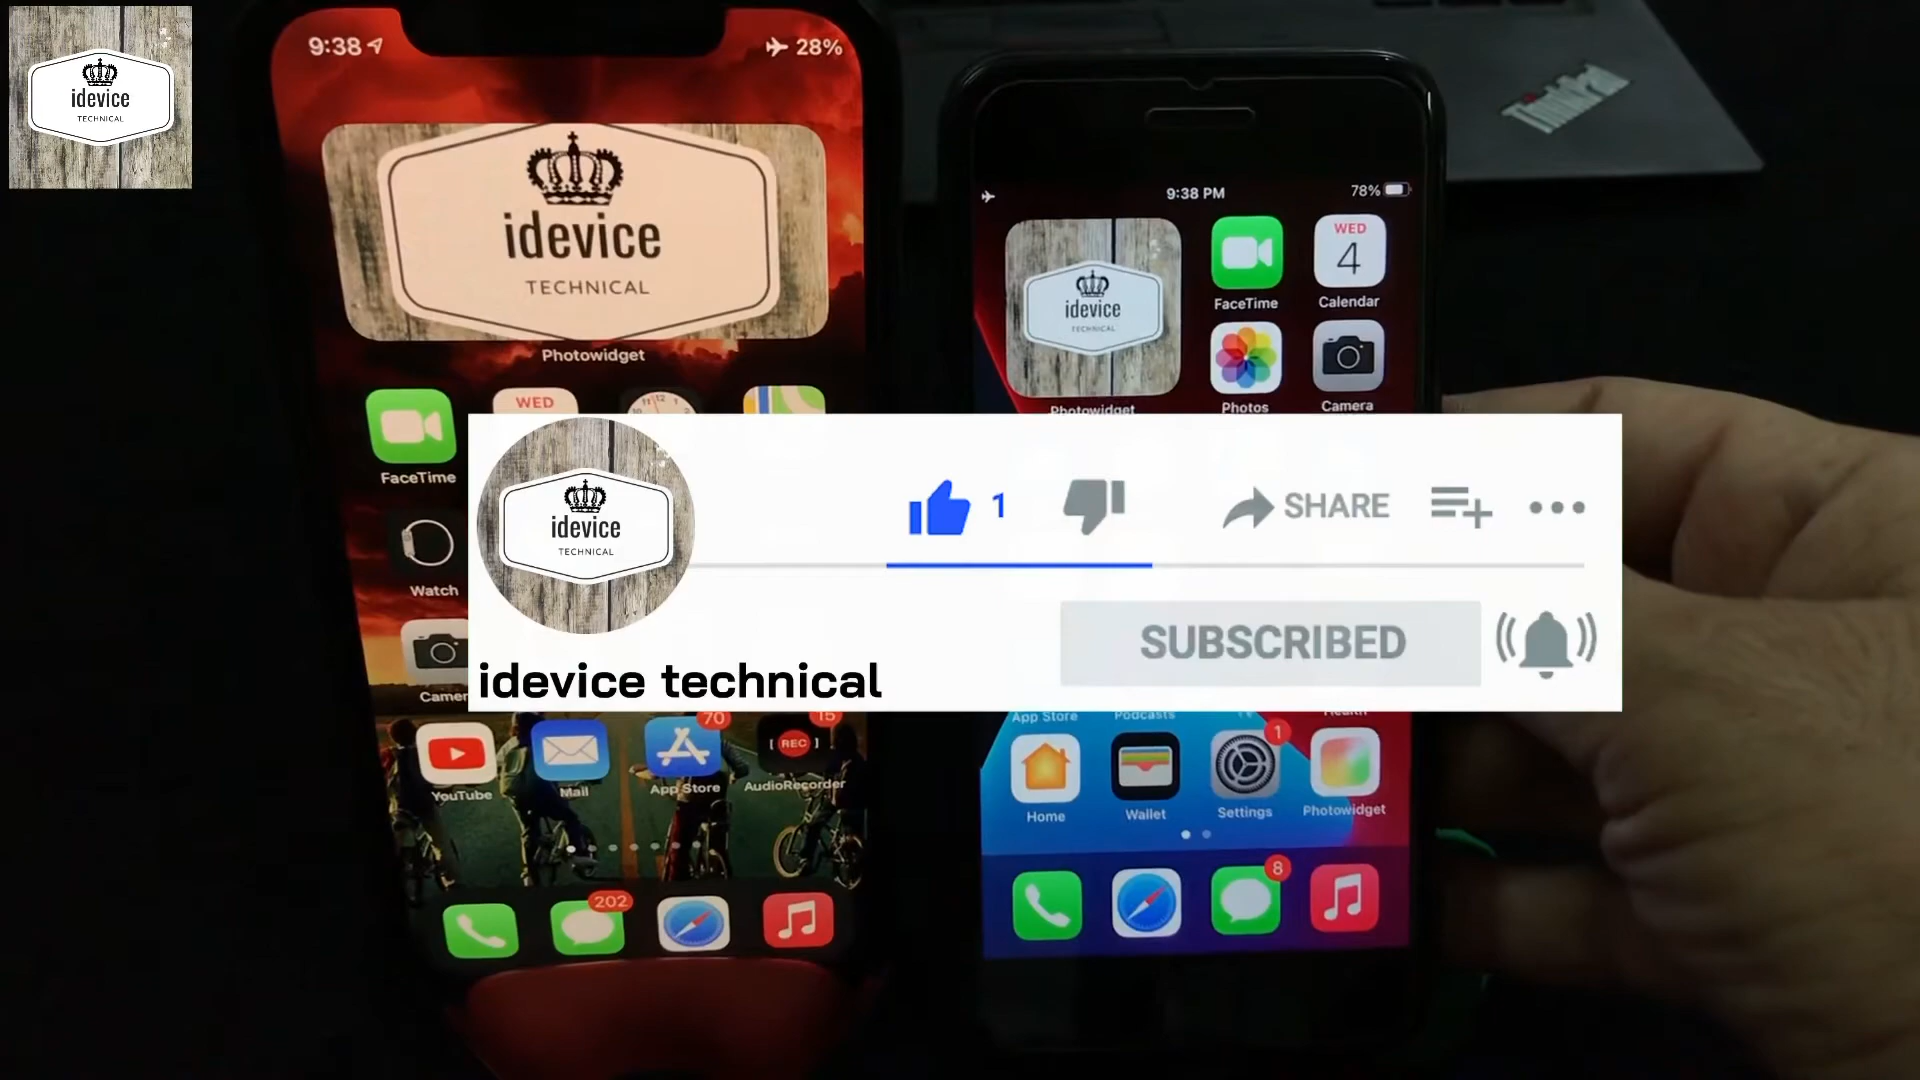 idevice
TECHNICAL
9:38
28%
idevice
TECHNICAL
Photowidget
FaceTime
WED
Watch
YouTube
Mail
70
App Store
15
REC
AudioRecorder
202
9:38 PM
78%
idevice
TECHNICAL
Photowidget
FaceTime
WED
4
Calendar
Photos
Camera
idevice
TECHNICAL
1
SHARE
idevice technical
SUBSCRIBED
App Store
Podcasts
Health
Home
Wallet
1
Settings
Photowidget
8